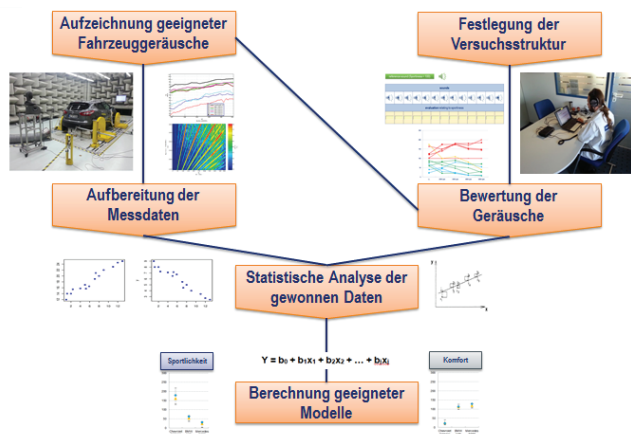 Aufzeichnung geeigneter
Fahrzeuggeräusche
Festlegung der
Versuchsstruktur
Aufbereitung der
Messdaten
Bewertung der
Geräusche
Statistische Analyse der
gewonnen Daten
Sportlichkeit
Y = b₀ + b₁x₁ + b₂x₂ + … + bⱼxⱼ
Komfort
Berechnung geeigneter
Modelle